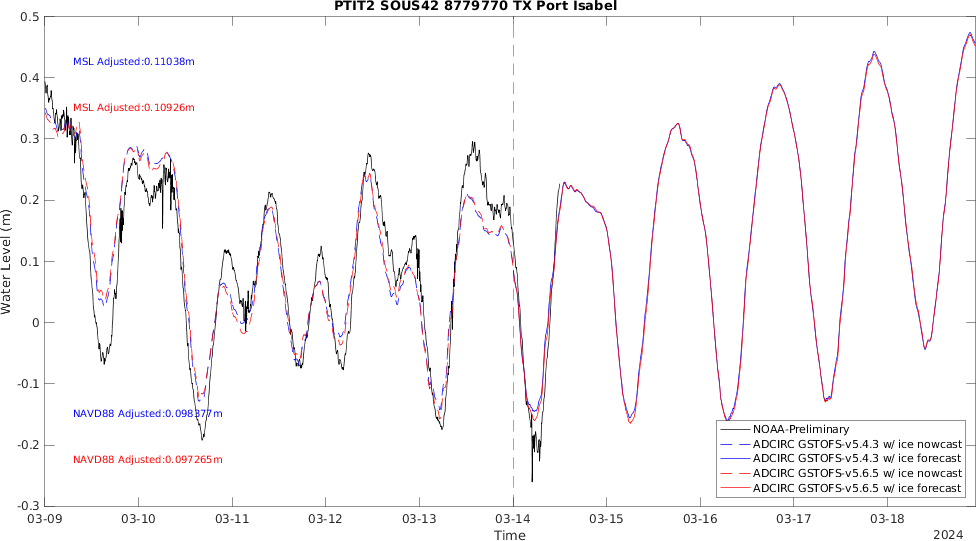 PTIT2 SOUS42 8779770 TX Port Isabel
0.5
0.4
0.3
0.2
0.1
0
-0.1
-0.2
-0.3
Water Level (m)
MSL Adjusted:0.11038m
MSL Adjusted:0.10926m
NAVD88 Adjusted:0.098377m
NAVD88 Adjusted:0.097265m
NOAA-Preliminary
ADCIRC GSTOFS-v5.4.3 w/ ice nowcast
ADCIRC GSTOFS-v5.4.3 w/ ice forecast
ADCIRC GSTOFS-v5.6.5 w/ ice nowcast
ADCIRC GSTOFS-v5.6.5 w/ ice forecast
03-09 03-10 03-11 03-12 03-13 03-14 03-15 03-16 03-17 03-18
Time
2024